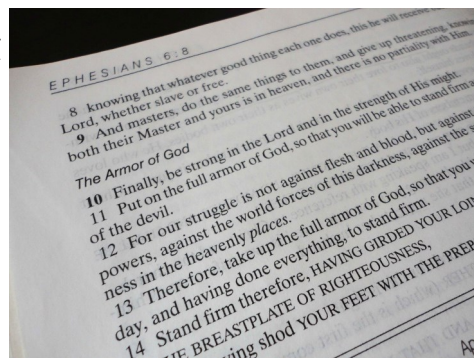 EPHESIANS 6:8
8 knowing that whatever good thing each one does, this he will receive
Lord, whether slave or free.
9 And masters, do the same things to them, and give up threatening,
both their Master and yours is in heaven, and there is no partiality with Him.
The Armor of God
10 Finally, be strong in the Lord and in the strength of His might.
11 Put on the full armor of God, so that you will be able to stand firm
of the devil.
12 For our struggle is not against flesh and blood, but
powers, against the world forces of this darkness, against the
ness in the heavenly places.
13 Therefore, take up the full armor of God, so that you
day, and having done everything, to stand firm.
14 Stand firm therefore, HAVING GIRDED YOUR
BREASTPLATE OF RIGHTEOUSNESS,
shod YOUR FEET WITH THE